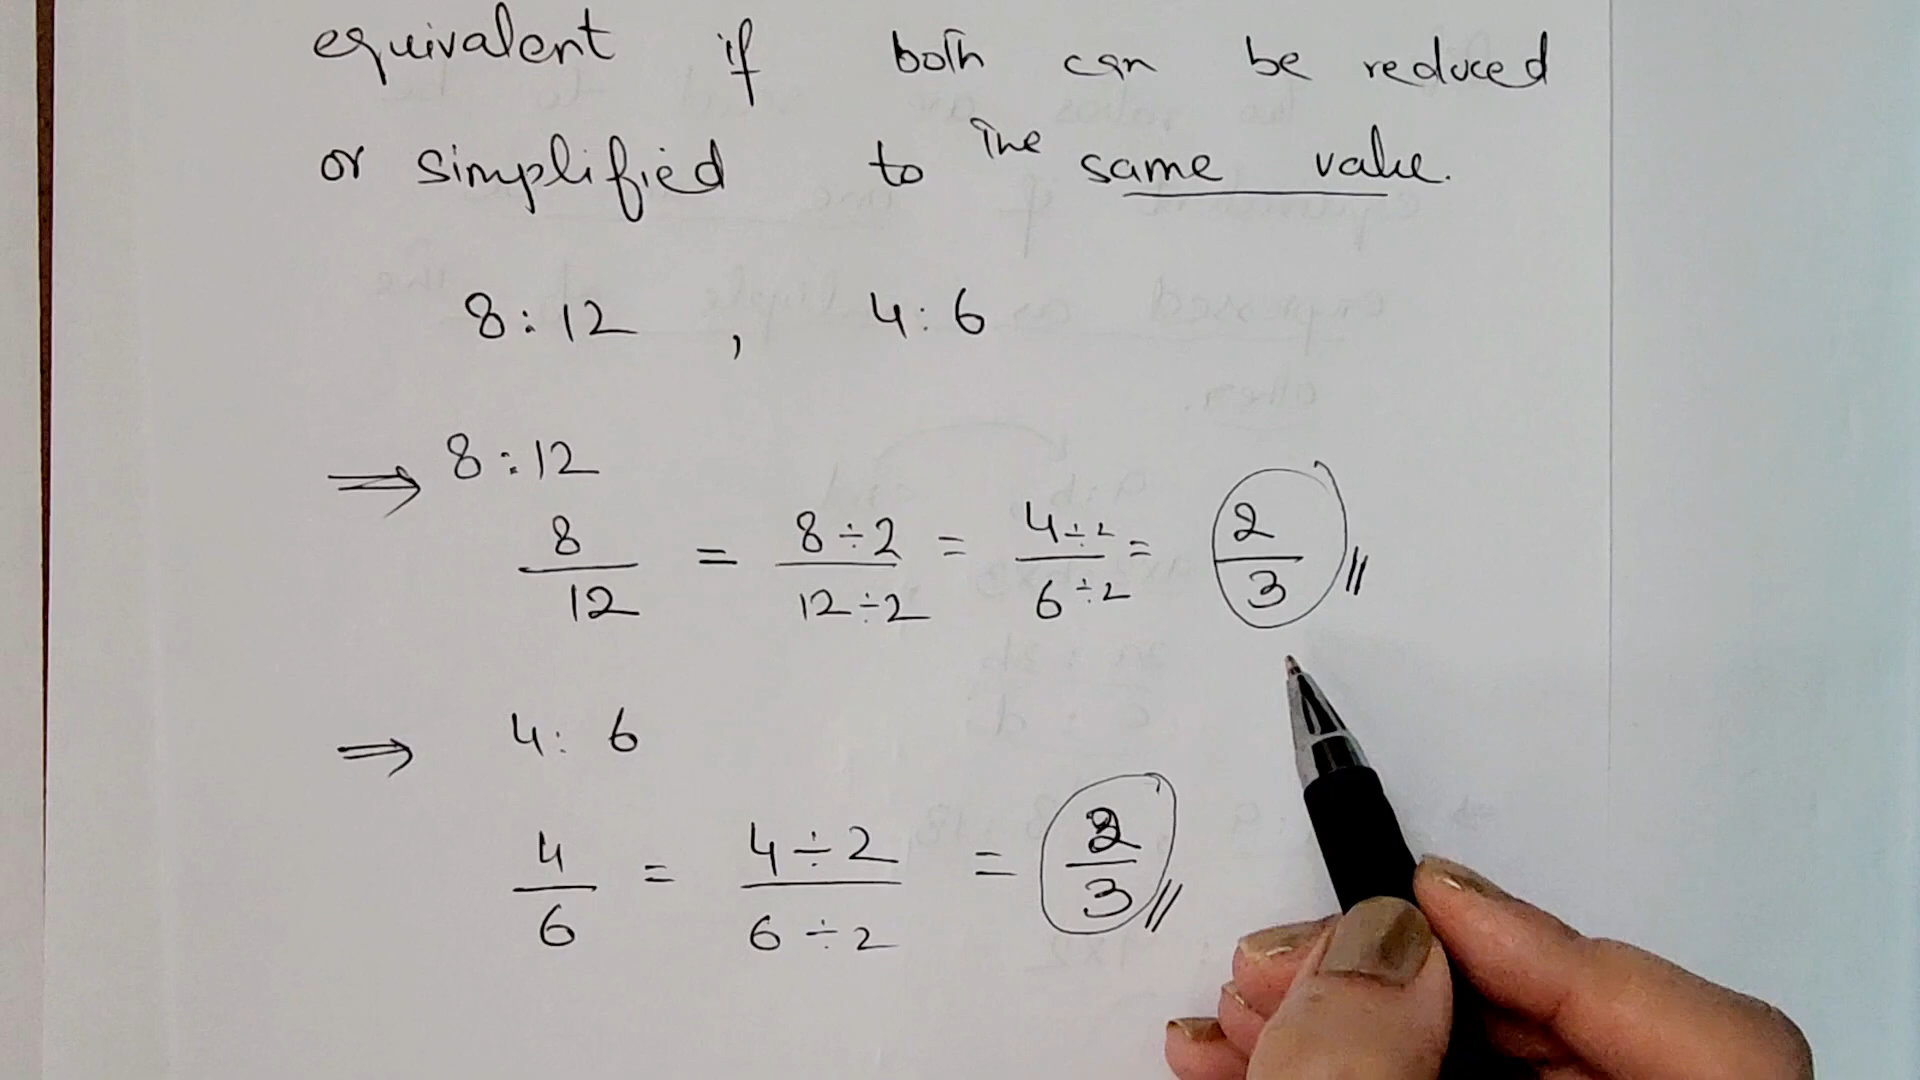 equivalent if both can be reduced
or simplified to the same value.
8:12 , 4:6
⇒ 8:12
8/12 = 8÷2/12÷2 = 4÷2/6÷2 = 2/3 //
⇒ 4:6
4/6 = 4÷2/6÷2 = 2/3 //